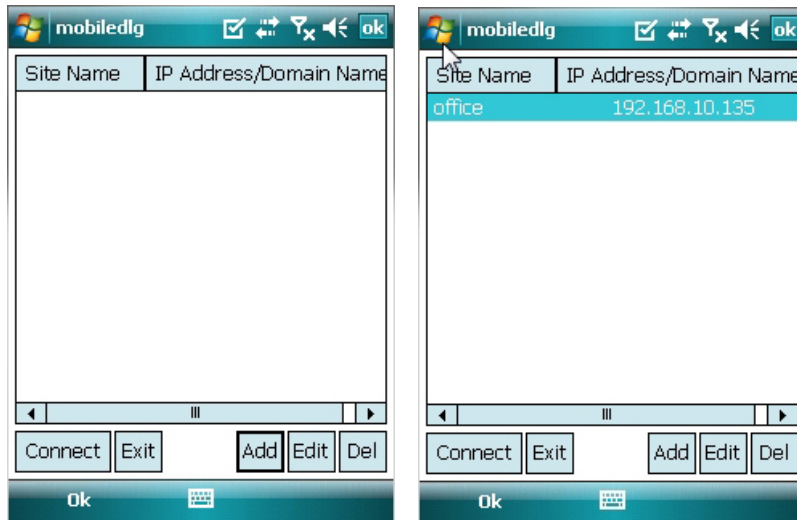 mobiledlg ok
Site Name IP Address/Domain Name
Connect Exit Add Edit Del
Ok
mobiledlg ok
Site Name IP Address/Domain Name
office 192.168.10.135
Connect Exit Add Edit Del
Ok